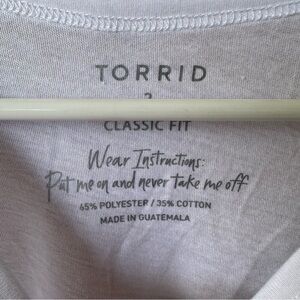 TORRID
2
CLASSIC FIT
Wear Instructions:
Put me on and never take me off
65% POLYESTER / 35% COTTON
MADE IN GUATEMALA